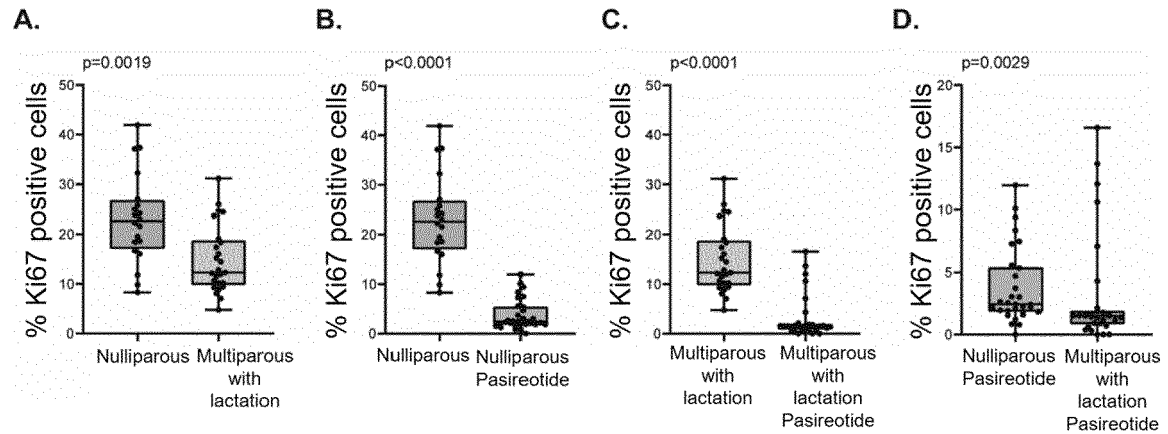 A.
p=0.0019
% Ki67 positive cells
50
40
30
20
10
0
Nulliparous
Multiparous
with
lactation
B.
p<0.0001
% Ki67 positive cells
50
40
30
20
10
0
Nulliparous
Nulliparous
Pasireotide
C.
p<0.0001
% Ki67 positive cells
50
40
30
20
10
0
Multiparous
with
lactation
Multiparous
with
lactation
Pasireotide
D.
p=0.0029
% Ki67 positive cells
20
15
10
5
0
Nulliparous
Pasireotide
Multiparous
with
lactation
Pasireotide